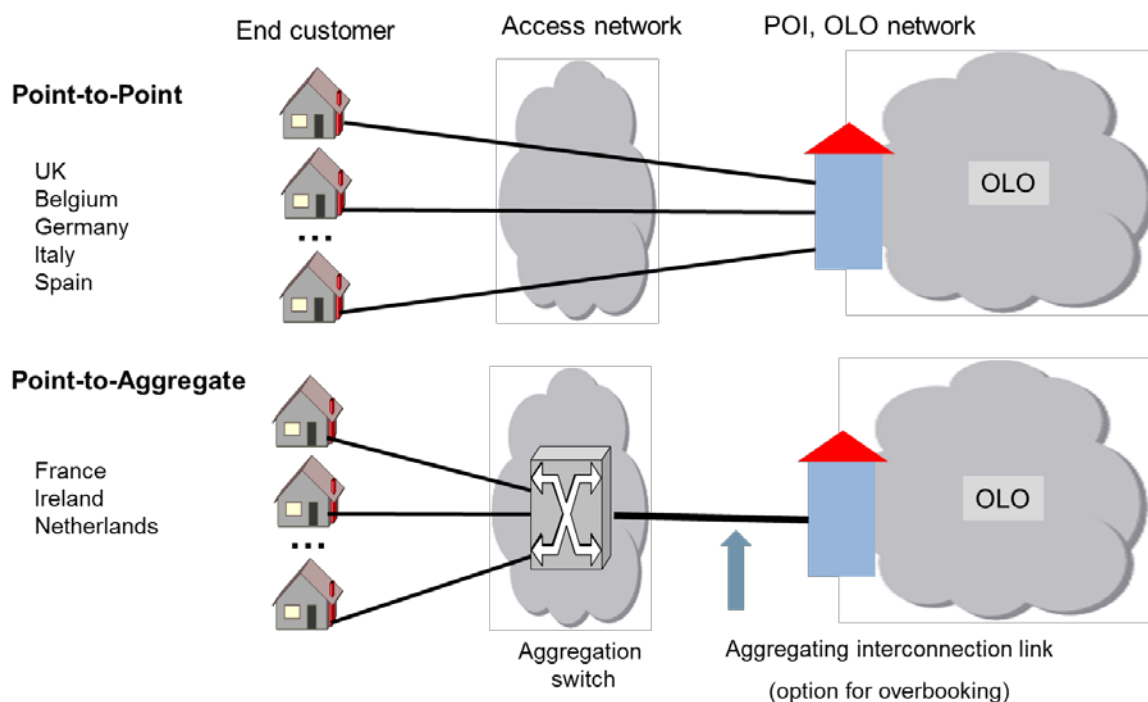 End customer
Access network
POI, OLO network
Point-to-Point
UK
Belgium
Germany
Italy
Spain
...
OLO
Point-to-Aggregate
France
Ireland
Netherlands
...
OLO
Aggregation
switch
Aggregating interconnection link
(option for overbooking)